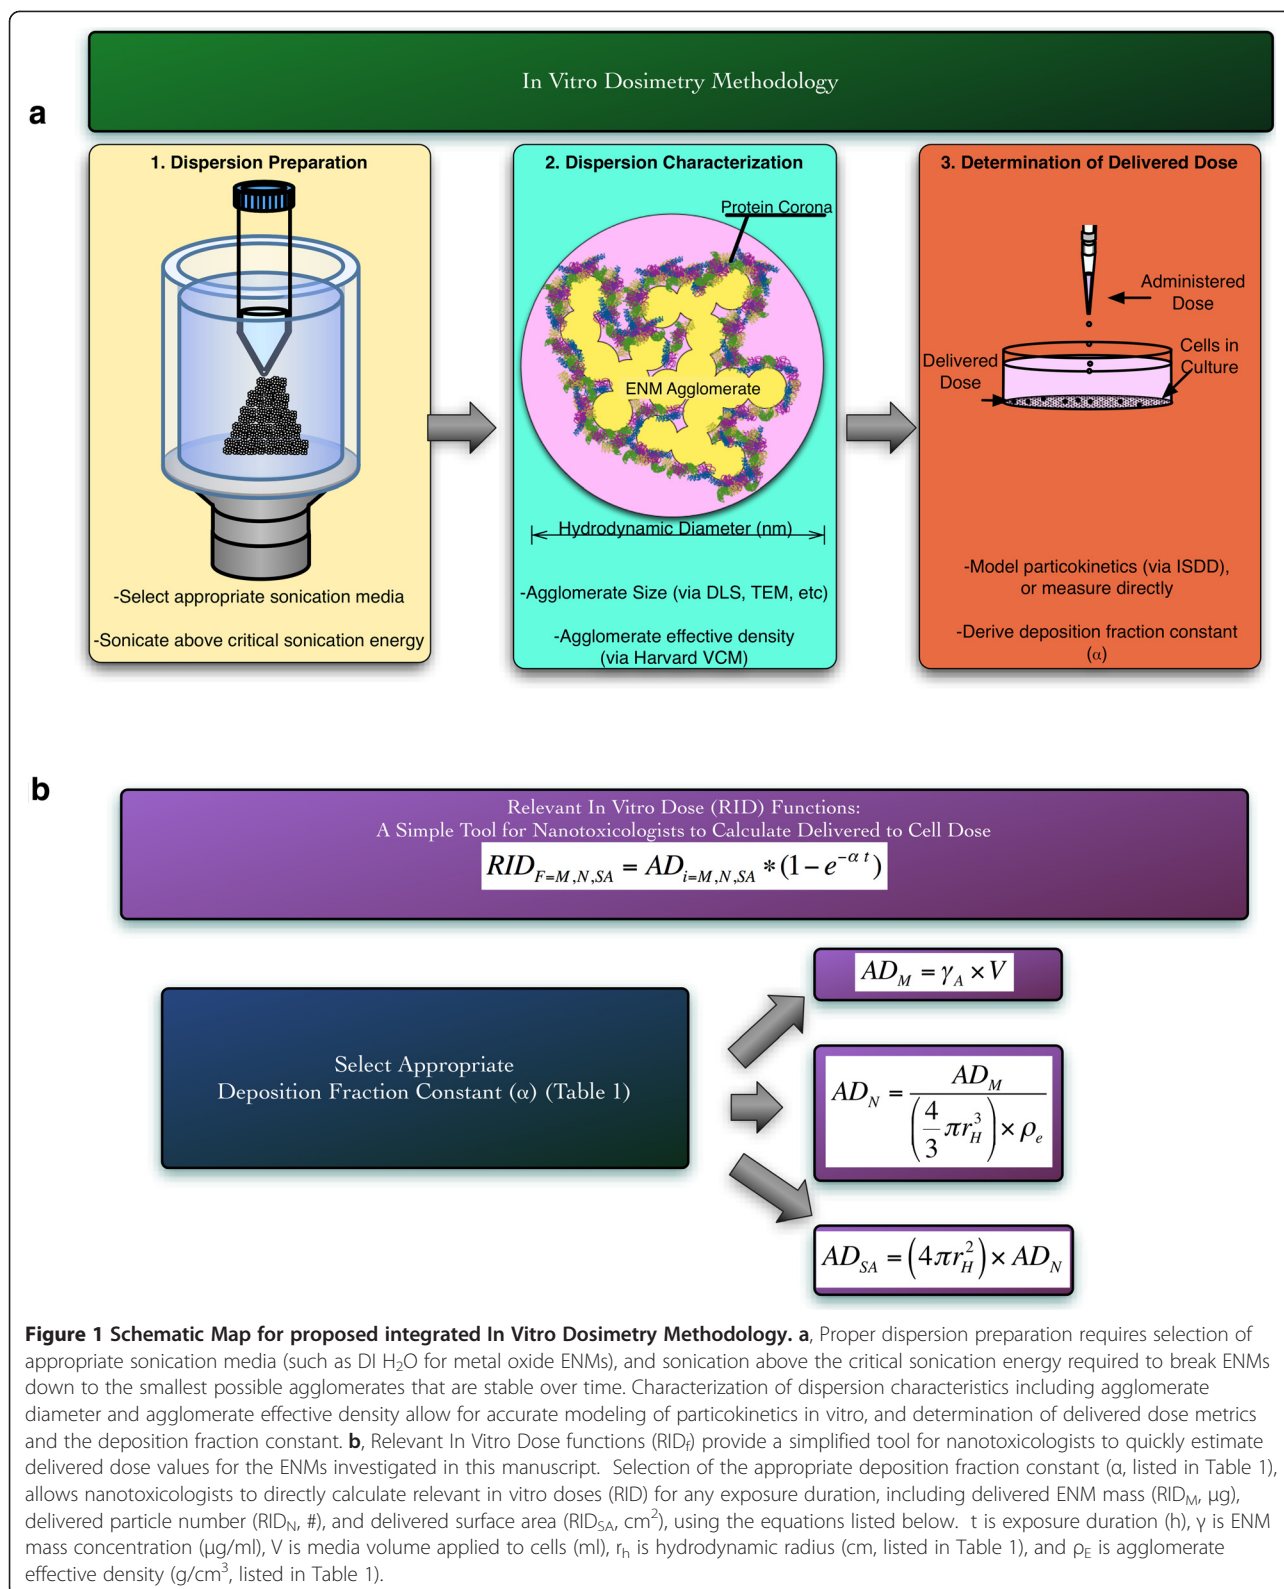 a
In Vitro Dosimetry Methodology
1. Dispersion Preparation
-Select appropriate sonication media
-Sonicate above critical sonication energy
2. Dispersion Characterization
Protein Corona
ENM Agglomerate
Hydrodynamic Diameter (nm)
-Agglomerate Size (via DLS, TEM, etc)
-Agglomerate effective density
(via Harvard VCM)
3. Determination of Delivered Dose
Administered
Dose
Cells in
Culture
Delivered
Dose
-Model particokinetics (via ISDD),
or measure directly
-Derive deposition fraction constant
(α)
b
Relevant In Vitro Dose (RID) Functions:
A Simple Tool for Nanotoxicologists to Calculate Delivered to Cell Dose
RID_{F=M,N,SA} = AD_{i=M,N,SA} * (1 − e^{−α t})
Select Appropriate
Deposition Fraction Constant (α) (Table 1)
AD_M = γ_A × V
AD_N = AD_M / ((4/3 πr_H^3) × ρ_e)
AD_{SA} = (4πr_H^2) × AD_N
Figure 1 Schematic Map for proposed integrated In Vitro Dosimetry Methodology. a, Proper dispersion preparation requires selection of
appropriate sonication media (such as DI H₂O for metal oxide ENMs), and sonication above the critical sonication energy required to break ENMs
down to the smallest possible agglomerates that are stable over time. Characterization of dispersion characteristics including agglomerate
diameter and agglomerate effective density allow for accurate modeling of particokinetics in vitro, and determination of delivered dose metrics
and the deposition fraction constant. b, Relevant In Vitro Dose functions (RID_f) provide a simplified tool for nanotoxicologists to quickly estimate
delivered dose values for the ENMs investigated in this manuscript. Selection of the appropriate deposition fraction constant (α, listed in Table 1),
allows nanotoxicologists to directly calculate relevant in vitro doses (RID) for any exposure duration, including delivered ENM mass (RID_M, μg),
delivered particle number (RID_N, #), and delivered surface area (RID_SA, cm²), using the equations listed below. t is exposure duration (h), γ is ENM
mass concentration (μg/ml), V is media volume applied to cells (ml), r_h is hydrodynamic radius (cm, listed in Table 1), and ρ_E is agglomerate
effective density (g/cm³, listed in Table 1).